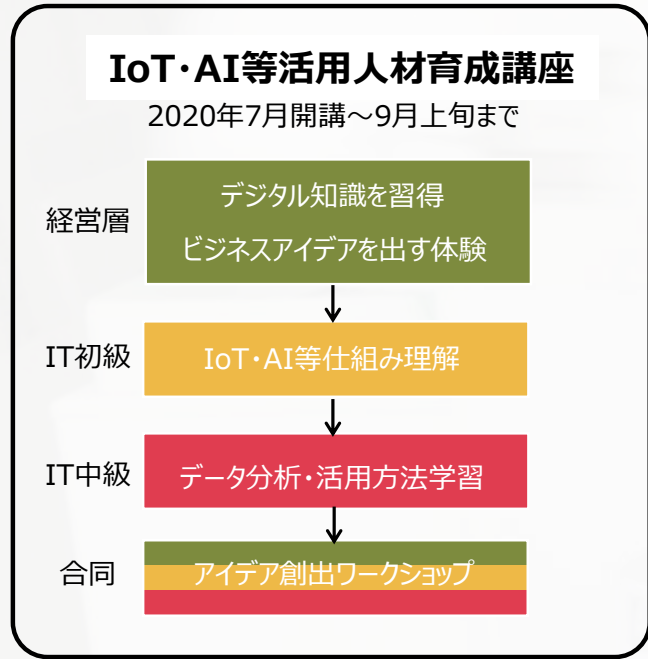 IoT・AI等活用人材育成講座
2020年7月開講～9月上旬まで
経営層
デジタル知識を習得
ビジネスアイデアを出す体験
IT初級
IoT・AI等仕組み理解
IT中級
データ分析・活用方法学習
合同
アイデア創出ワークショップ